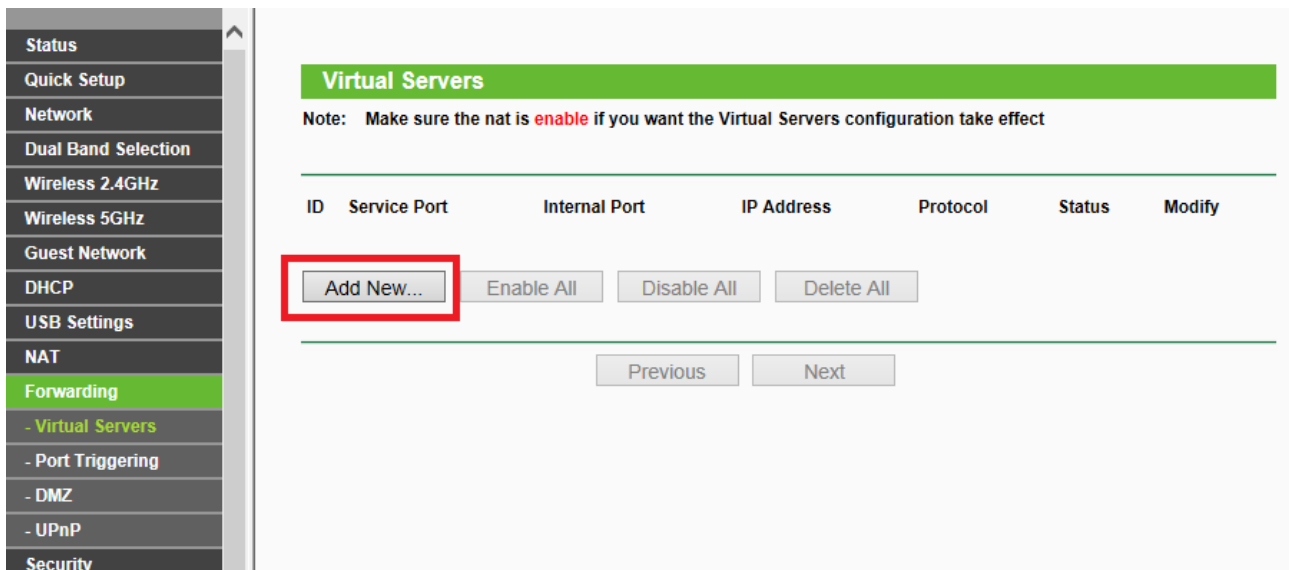 Status
Quick Setup
Network
Dual Band Selection
Wireless 2.4GHz
Wireless 5GHz
Guest Network
DHCP
USB Settings
NAT
Forwarding
- Virtual Servers
- Port Triggering
- DMZ
- UPnP
Security
Virtual Servers
Note: Make sure the nat is enable if you want the Virtual Servers configuration take effect
ID Service Port Internal Port IP Address Protocol Status Modify
Add New... Enable All Disable All Delete All
Previous Next